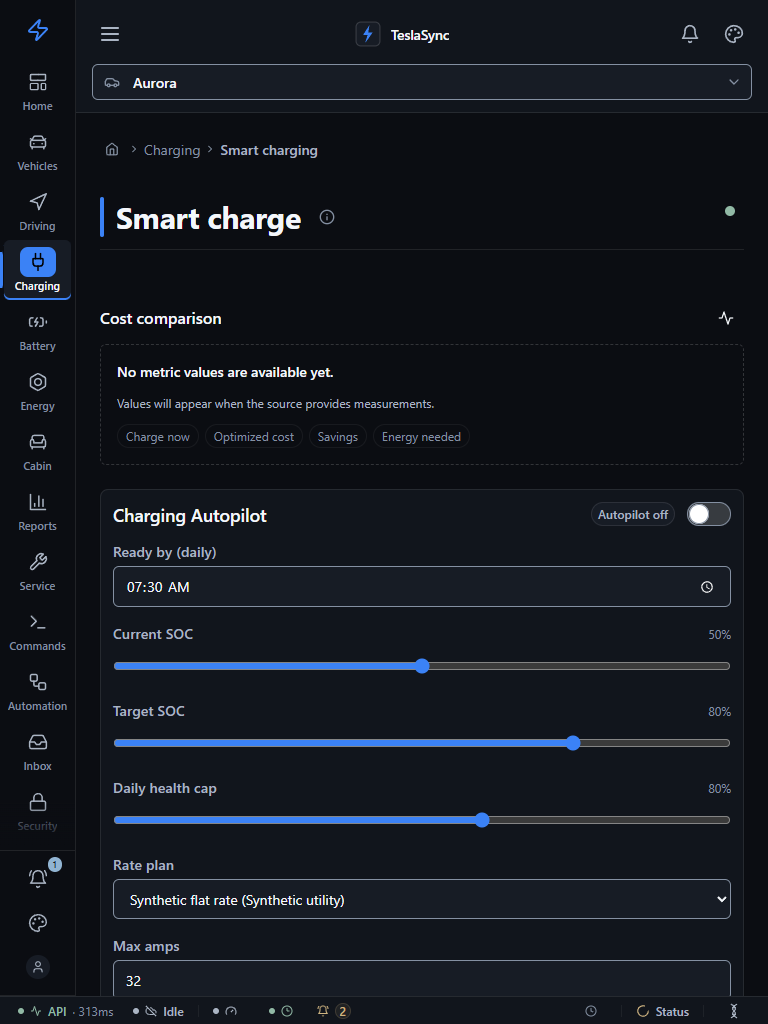 TeslaSync
Aurora
Home
Vehicles
Driving
Charging
Battery
Energy
Cabin
Reports
Service
Commands
Automation
Inbox
Security
1
Charging
Smart charging
Smart charge
Cost comparison
No metric values are available yet.
Values will appear when the source provides measurements.
Charge now Optimized cost Savings Energy needed
Charging Autopilot Autopilot off
Ready by (daily)
07:30 AM
Current SOC 50%
Target SOC 80%
Daily health cap 80%
Rate plan
Synthetic flat rate (Synthetic utility)
Max amps
32
API · 313ms Idle 2 Status